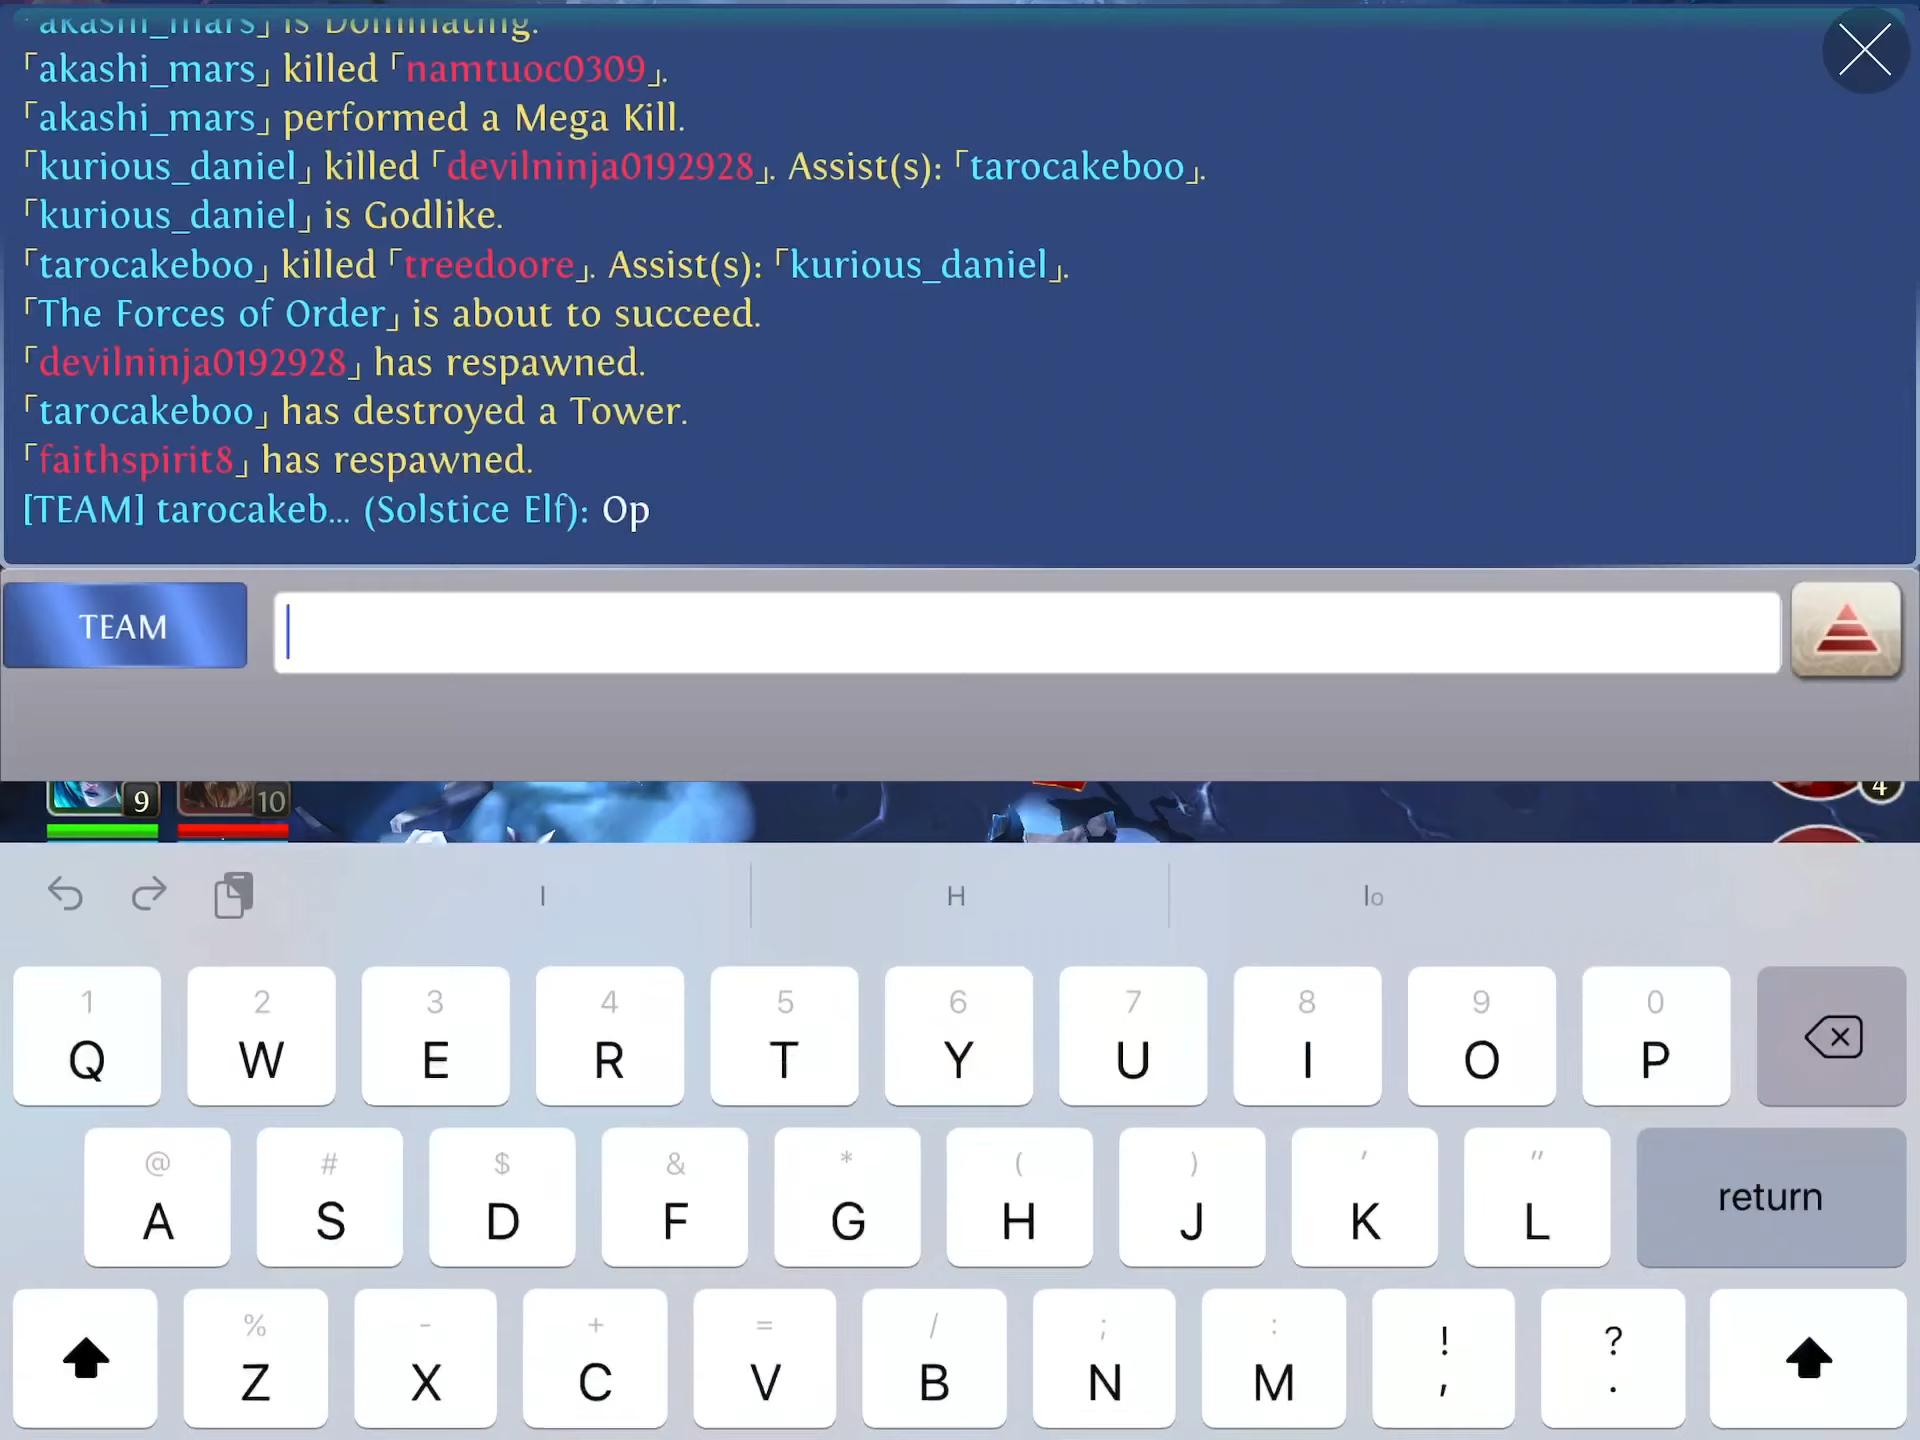 「akashi_mars」 is Dominating.
「akashi_mars」 killed 「namtuoc0309」.
「akashi_mars」 performed a Mega Kill.
「kurious_daniel」 killed 「devilninja0192928」. Assist(s): 「tarocakeboo」.
「kurious_daniel」 is Godlike.
「tarocakeboo」 killed 「treedoore」. Assist(s): 「kurious_daniel」.
「The Forces of Order」 is about to succeed.
「devilninja0192928」 has respawned.
「tarocakeboo」 has destroyed a Tower.
「faithspirit8」 has respawned.
[TEAM] tarocakeb... (Solstice Elf): Op
TEAM
9 10 4
I H Io
1 2 3 4 5 6 7 8 9 0
Q W E R T Y U I O P
@ # $ & * ( ) ' "
A S D F G H J K L return
% - + = / ; : ! ?
Z X C V B N M , .